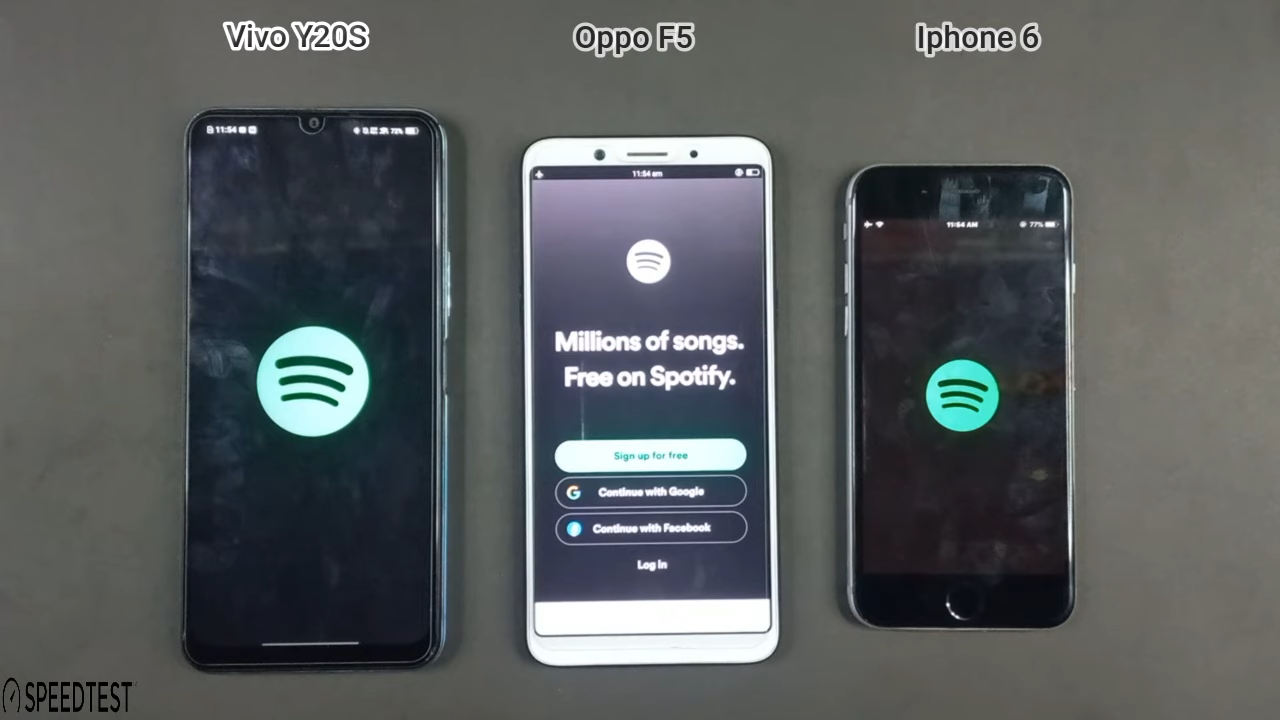 Vivo Y20S
Oppo F5
Iphone 6
11:54
72%
11:54 am
11:54 AM
77%
Millions of songs.
Free on Spotify.
Sign up for free
Continue with Google
Continue with Facebook
Log in
SPEEDTEST